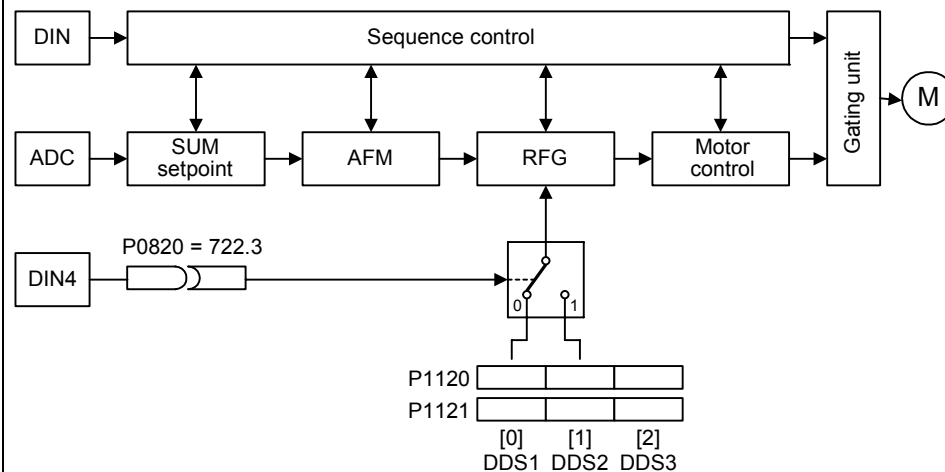 DIN
Sequence control
Gating unit
M
ADC
SUM
setpoint
AFM
RFG
Motor
control
P0820 = 722.3
DIN4
0
1
P1120
P1121
[0] [1] [2]
DDS1 DDS2 DDS3